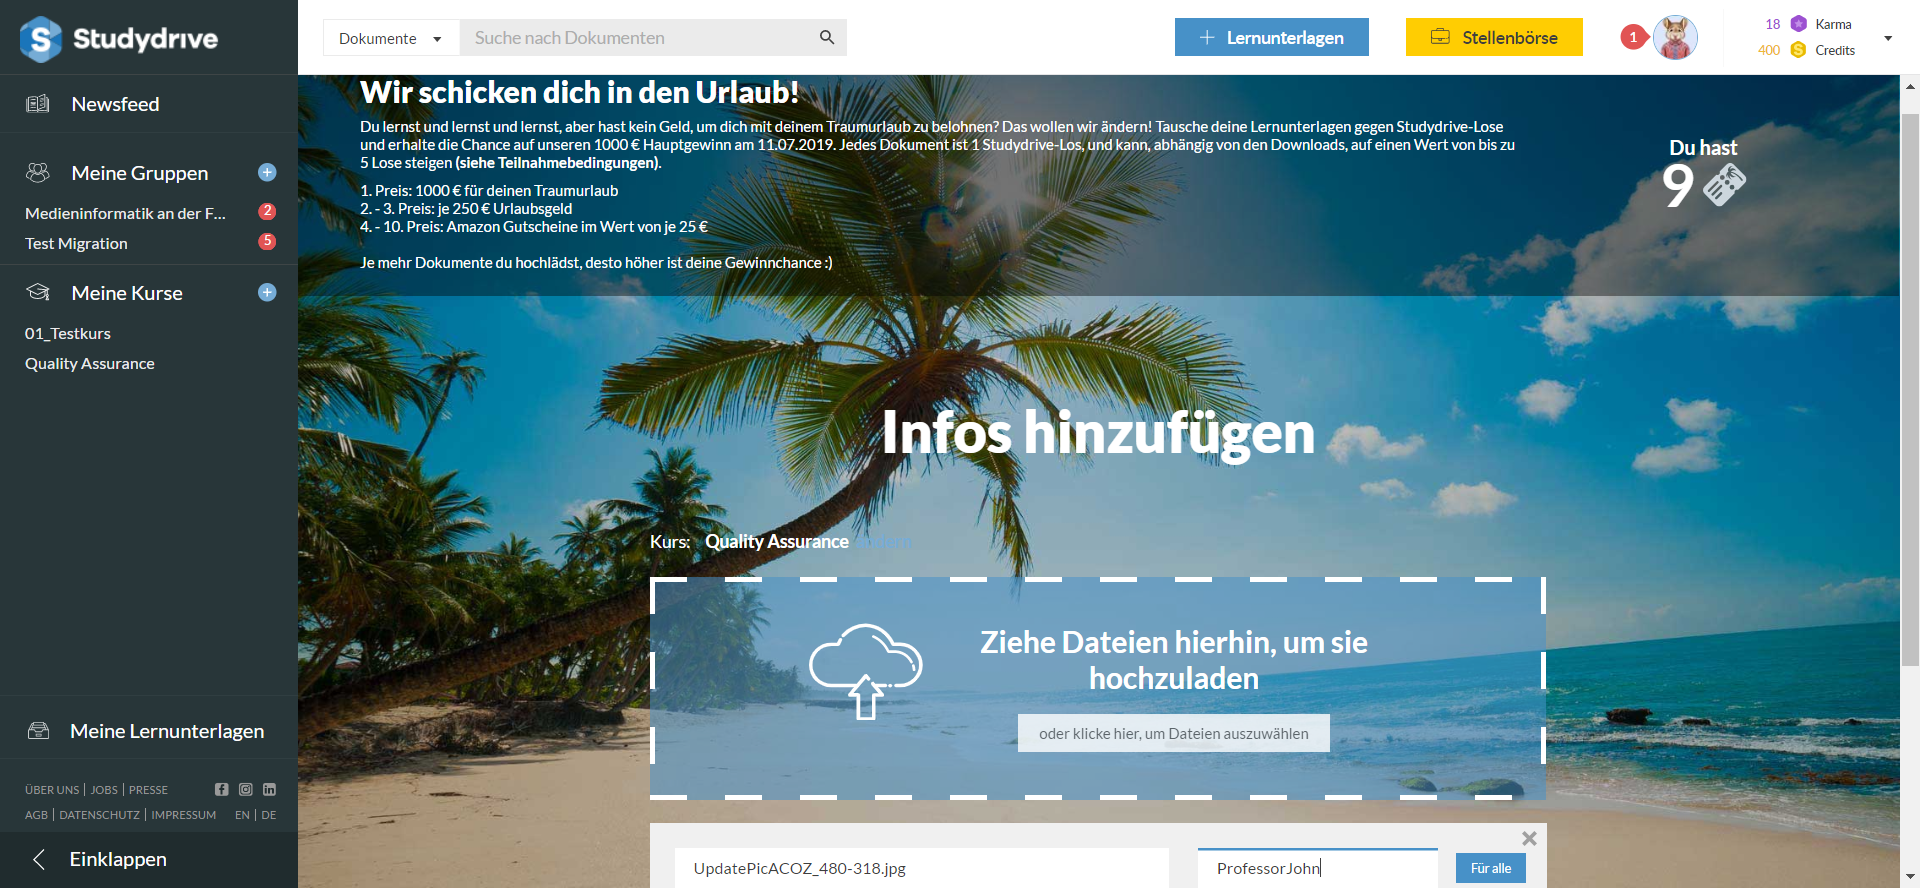 Studydrive
Dokumente
Suche nach Dokumenten
Lernunterlagen
Stellenbörse
1
18 Karma
400 Credits
Newsfeed
Meine Gruppen
Medieninformatik an der F... 2
Test Migration 5
Meine Kurse
01_Testkurs
Quality Assurance
Meine Lernunterlagen
ÜBER UNS | JOBS | PRESSE
AGB | DATENSCHUTZ | IMPRESSUM EN | DE
Einklappen
Wir schicken dich in den Urlaub!
Du lernst und lernst und lernst, aber hast kein Geld, um dich mit deinem Traumurlaub zu belohnen? Das wollen wir ändern! Tausche deine Lernunterlagen gegen Studydrive-Lose
und erhalte die Chance auf unseren 1000 € Hauptgewinn am 11.07.2019. Jedes Dokument ist 1 Studydrive-Los, und kann, abhängig von den Downloads, auf einen Wert von bis zu
5 Lose steigen (siehe Teilnahmebedingungen).
1. Preis: 1000 € für deinen Traumurlaub
2. - 3. Preis: je 250 € Urlaubsgeld
4. - 10. Preis: Amazon Gutscheine im Wert von je 25 €
Je mehr Dokumente du hochlädst, desto höher ist deine Gewinnchance :)
Du hast
9
Infos hinzufügen
Kurs: Quality Assurance
Ziehe Dateien hierhin, um sie
hochzuladen
oder klicke hier, um Dateien auszuwählen
UpdatePicACOZ_480-318.jpg
ProfessorJohn
Für alle